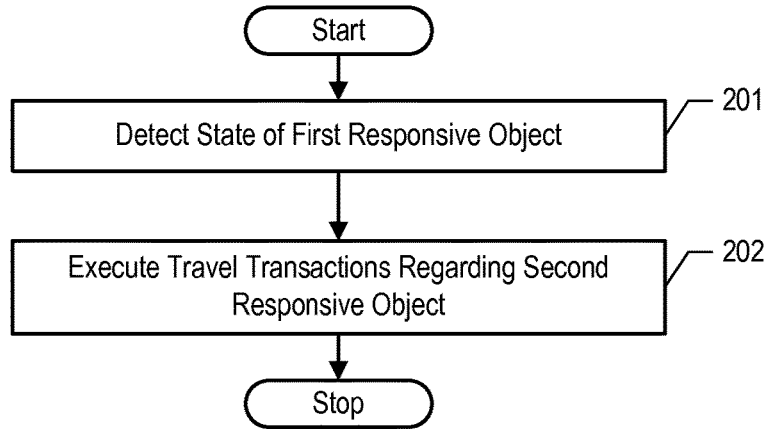 Start
201
Detect State of First Responsive Object
202
Execute Travel Transactions Regarding Second
Responsive Object
Stop